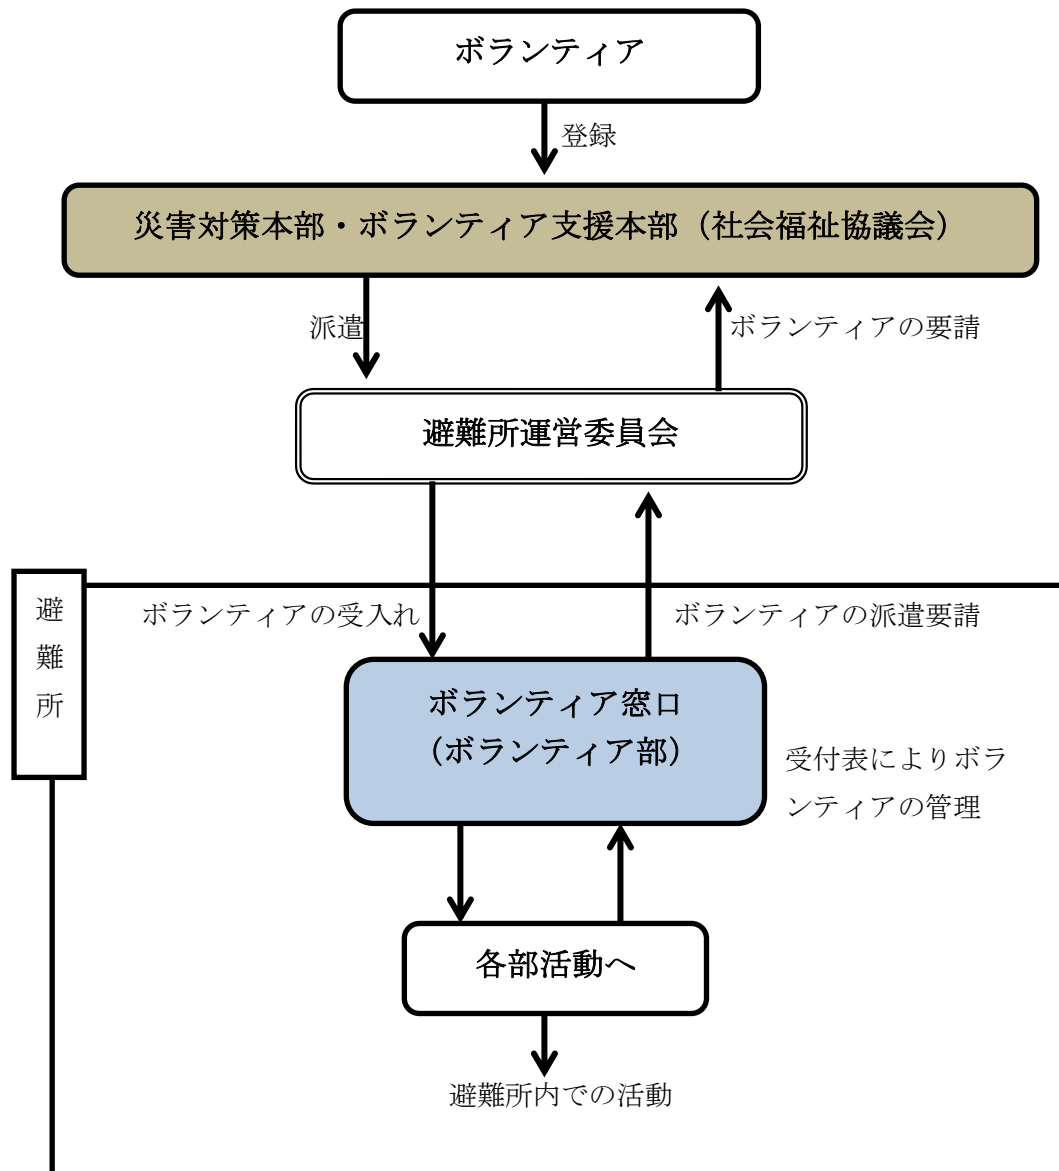 ボランティア
登録
災害対策本部・ボランティア支援本部（社会福祉協議会）
派遣
ボランティアの要請
避難所運営委員会
避難所
ボランティアの受入れ
ボランティアの派遣要請
ボランティア窓口
（ボランティア部）
受付表によりボラ
ンティアの管理
各部活動へ
避難所内での活動